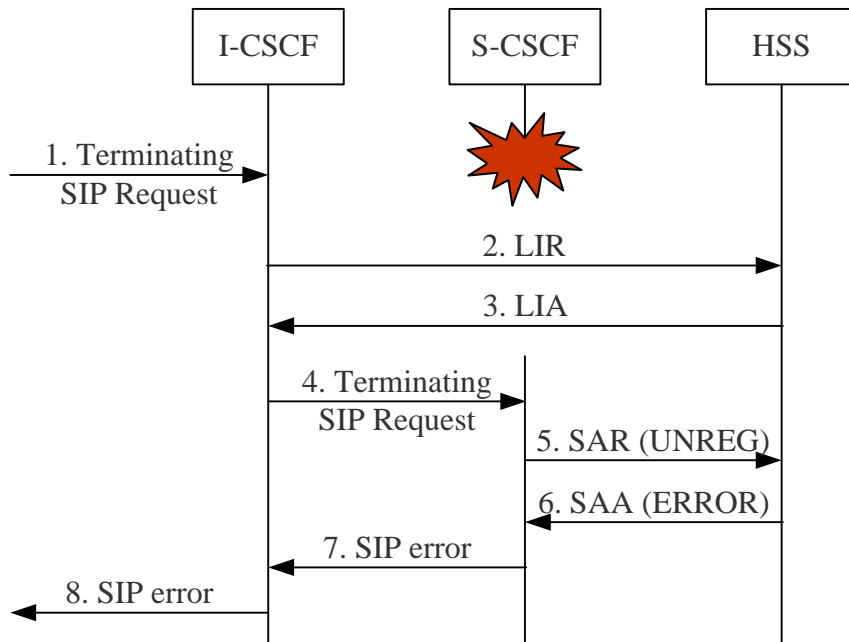 I-CSCF
S-CSCF
HSS
1. Terminating
SIP Request
2. LIR
3. LIA
4. Terminating
SIP Request
5. SAR (UNREG)
6. SAA (ERROR)
7. SIP error
8. SIP error